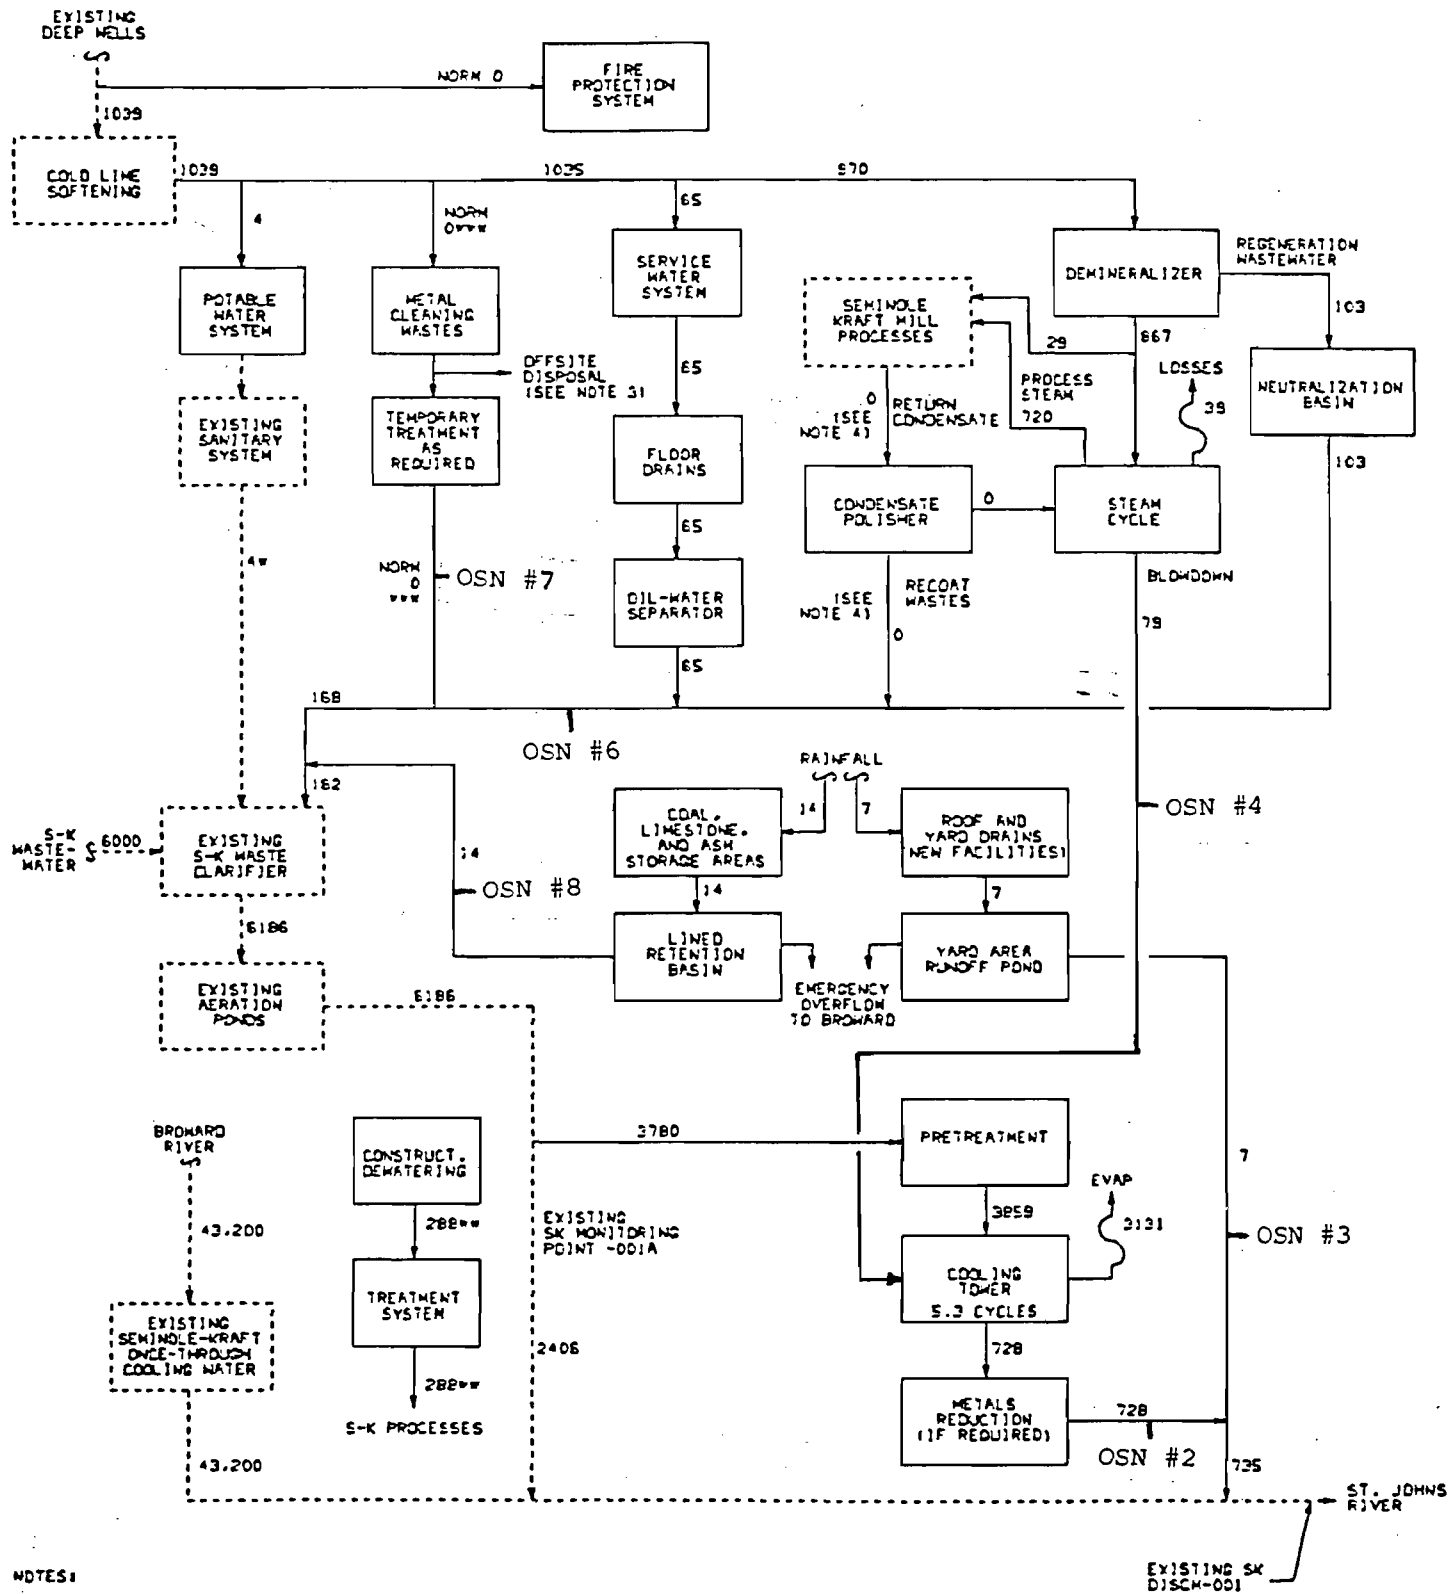 EXISTING
DEEP WELLS
NORM 0
FIRE
PROTECTION
SYSTEM
1039
COLD LIME
SOFTENING
1039
1035
970
4
NORM
0***
65
POTABLE
WATER
SYSTEM
METAL
CLEANING
WASTES
SERVICE
WATER
SYSTEM
DEMINERALIZER
REGENERATION
WASTEWATER
103
SEMINOLE
KRAFT MILL
PROCESSES
29
867
OFFSITE
DISPOSAL
(SEE NOTE 3)
65
PROCESS
STEAM
720
LOSSES
39
NEUTRALIZATION
BASIN
EXISTING
SANITARY
SYSTEM
TEMPORARY
TREATMENT
AS
REQUIRED
FLOOR
DRAINS
0
(SEE
NOTE 4)
RETURN
CONDENSATE
103
CONDENSATE
POLISHER
0
STEAM
CYCLE
65
4*
NORM
0
***
OSN #7
OIL-WATER
SEPARATOR
(SEE
NOTE 4)
RECOAT
WASTES
0
BLOWDOWN
79
65
168
OSN #6
RAINFALL
182
14
7
OSN #4
S-K
WASTE-
WATER
6000
EXISTING
S-K WASTE
CLARIFIER
14
OSN #8
COAL,
LIMESTONE,
AND ASH
STORAGE AREAS
ROOF AND
YARD DRAINS
NEW FACILITIES)
14
7
6186
LINED
RETENTION
BASIN
YARD AREA
RUNOFF POND
EXISTING
AERATION
PONDS
6186
EMERGENCY
OVERFLOW
TO BROWARD
BROWARD
RIVER
CONSTRUCT.
DEWATERING
3780
PRETREATMENT
7
EVAP
43,200
288**
EXISTING
SK MONITORING
POINT -001A
3859
3131
OSN #3
TREATMENT
SYSTEM
COOLING
TOWER
5.3 CYCLES
EXISTING
SEMINOLE-KRAFT
ONCE-THROUGH
COOLING WATER
2406
728
288**
S-K PROCESSES
METALS
REDUCTION
(IF REQUIRED)
728
OSN #2
43,200
735
ST. JOHNS
RIVER
NOTES:
EXISTING SK
DISCH-001